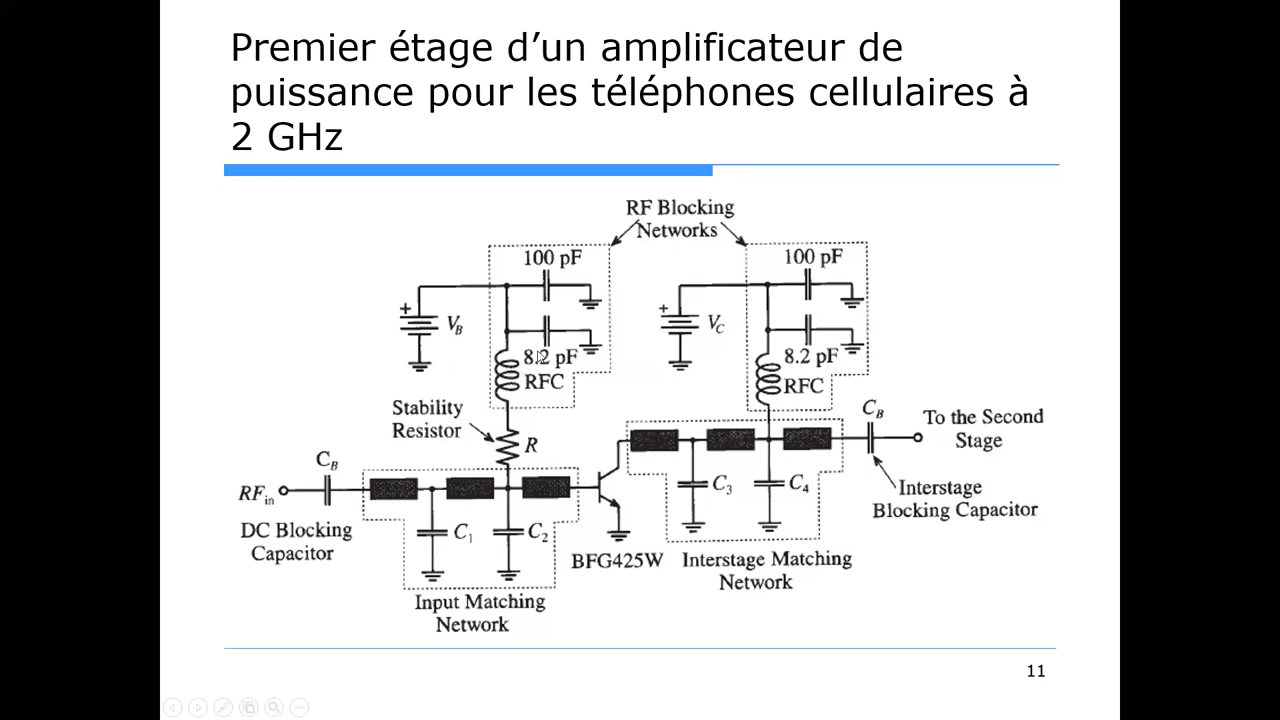 Premier étage d’un amplificateur de
puissance pour les téléphones cellulaires à
2 GHz
RF Blocking
Networks
100 pF
100 pF
+
V_B
+
V_C
8.2 pF
RFC
8.2 pF
RFC
Stability
Resistor
R
C_B
To the Second
Stage
C_B
RF_in
DC Blocking
Capacitor
C_1
C_2
C_3
C_4
Interstage
Blocking Capacitor
BFG425W
Interstage Matching
Network
Input Matching
Network
11